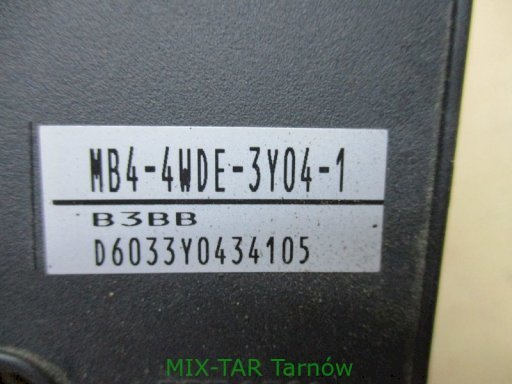 MB4-4WDE-3Y04-1
B3BB
D6033Y0434105
MIX-TAR Tarnów